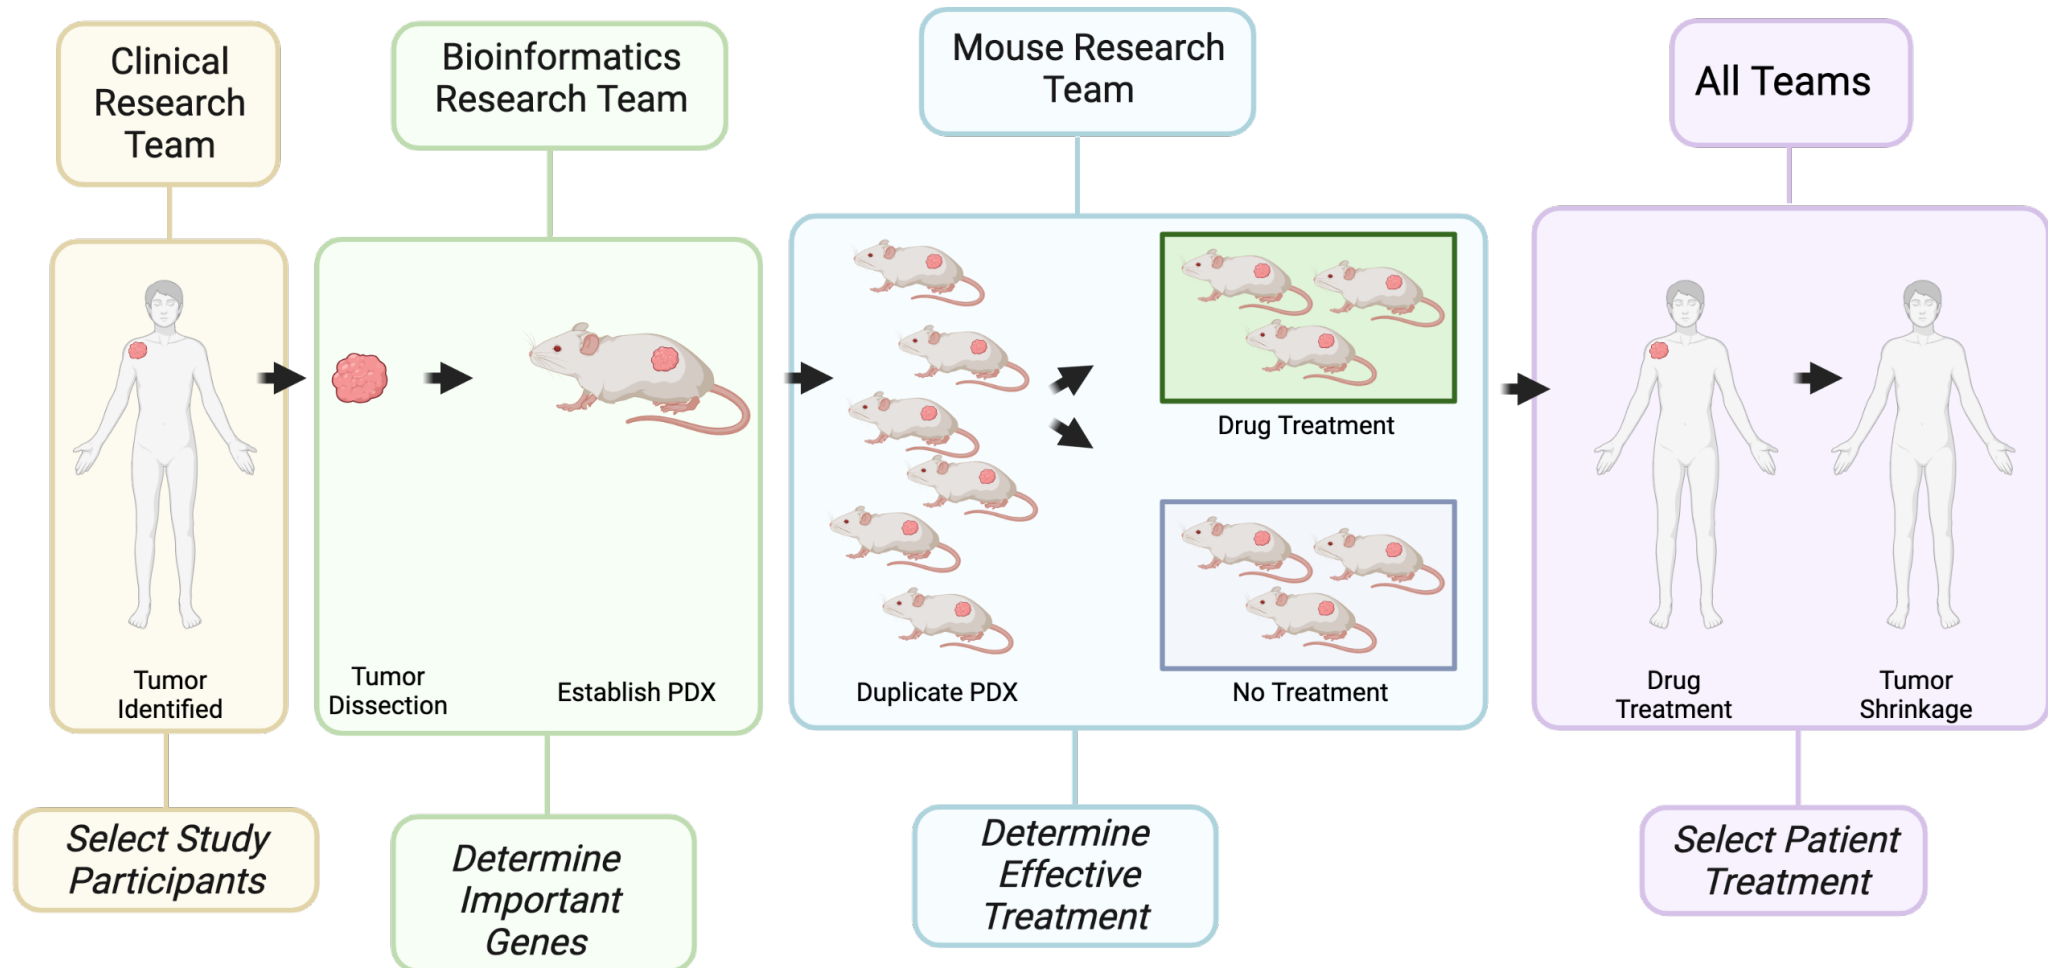 Clinical
Research
Team
Bioinformatics
Research Team
Mouse Research
Team
All Teams
Tumor
Identified
Tumor
Dissection
Establish PDX
Duplicate PDX
Drug Treatment
No Treatment
Drug
Treatment
Tumor
Shrinkage
Select Study
Participants
Determine
Important
Genes
Determine
Effective
Treatment
Select Patient
Treatment